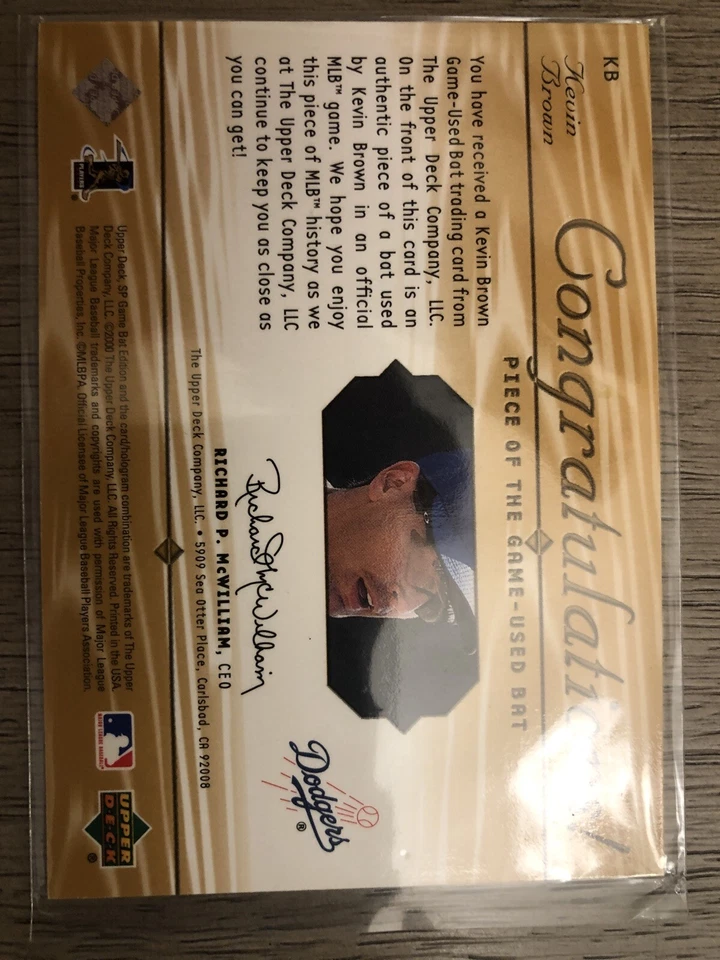 KB
Kevin
Brown
Congratulations!
PIECE OF THE GAME-USED BAT
You have received a Kevin Brown
Game-Used Bat trading card from
The Upper Deck Company, LLC.
On the front of this card is an
authentic piece of a bat used
by Kevin Brown in an official
MLB™ game. We hope you enjoy
this piece of MLB™ history as we
at The Upper Deck Company, LLC
continue to keep you as close as
you can get!
Richard P. McWilliam
RICHARD P. McWILLIAM, CEO
The Upper Deck Company, LLC. • 5909 Sea Otter Place, Carlsbad, CA 92008
Dodgers®
PLAYERS
Upper Deck, SP Game Bat Edition and the card/hologram combination are trademarks of The Upper
Deck Company, LLC. ©2000 The Upper Deck Company, LLC. All Rights Reserved. Printed in the USA.
Major League Baseball trademarks and copyrights are used with permission of Major League
Baseball Properties, Inc. ©MLBPA. Official Licensee of Major League Baseball Players Association.
MAJOR LEAGUE BASEBALL
UPPER
DECK®